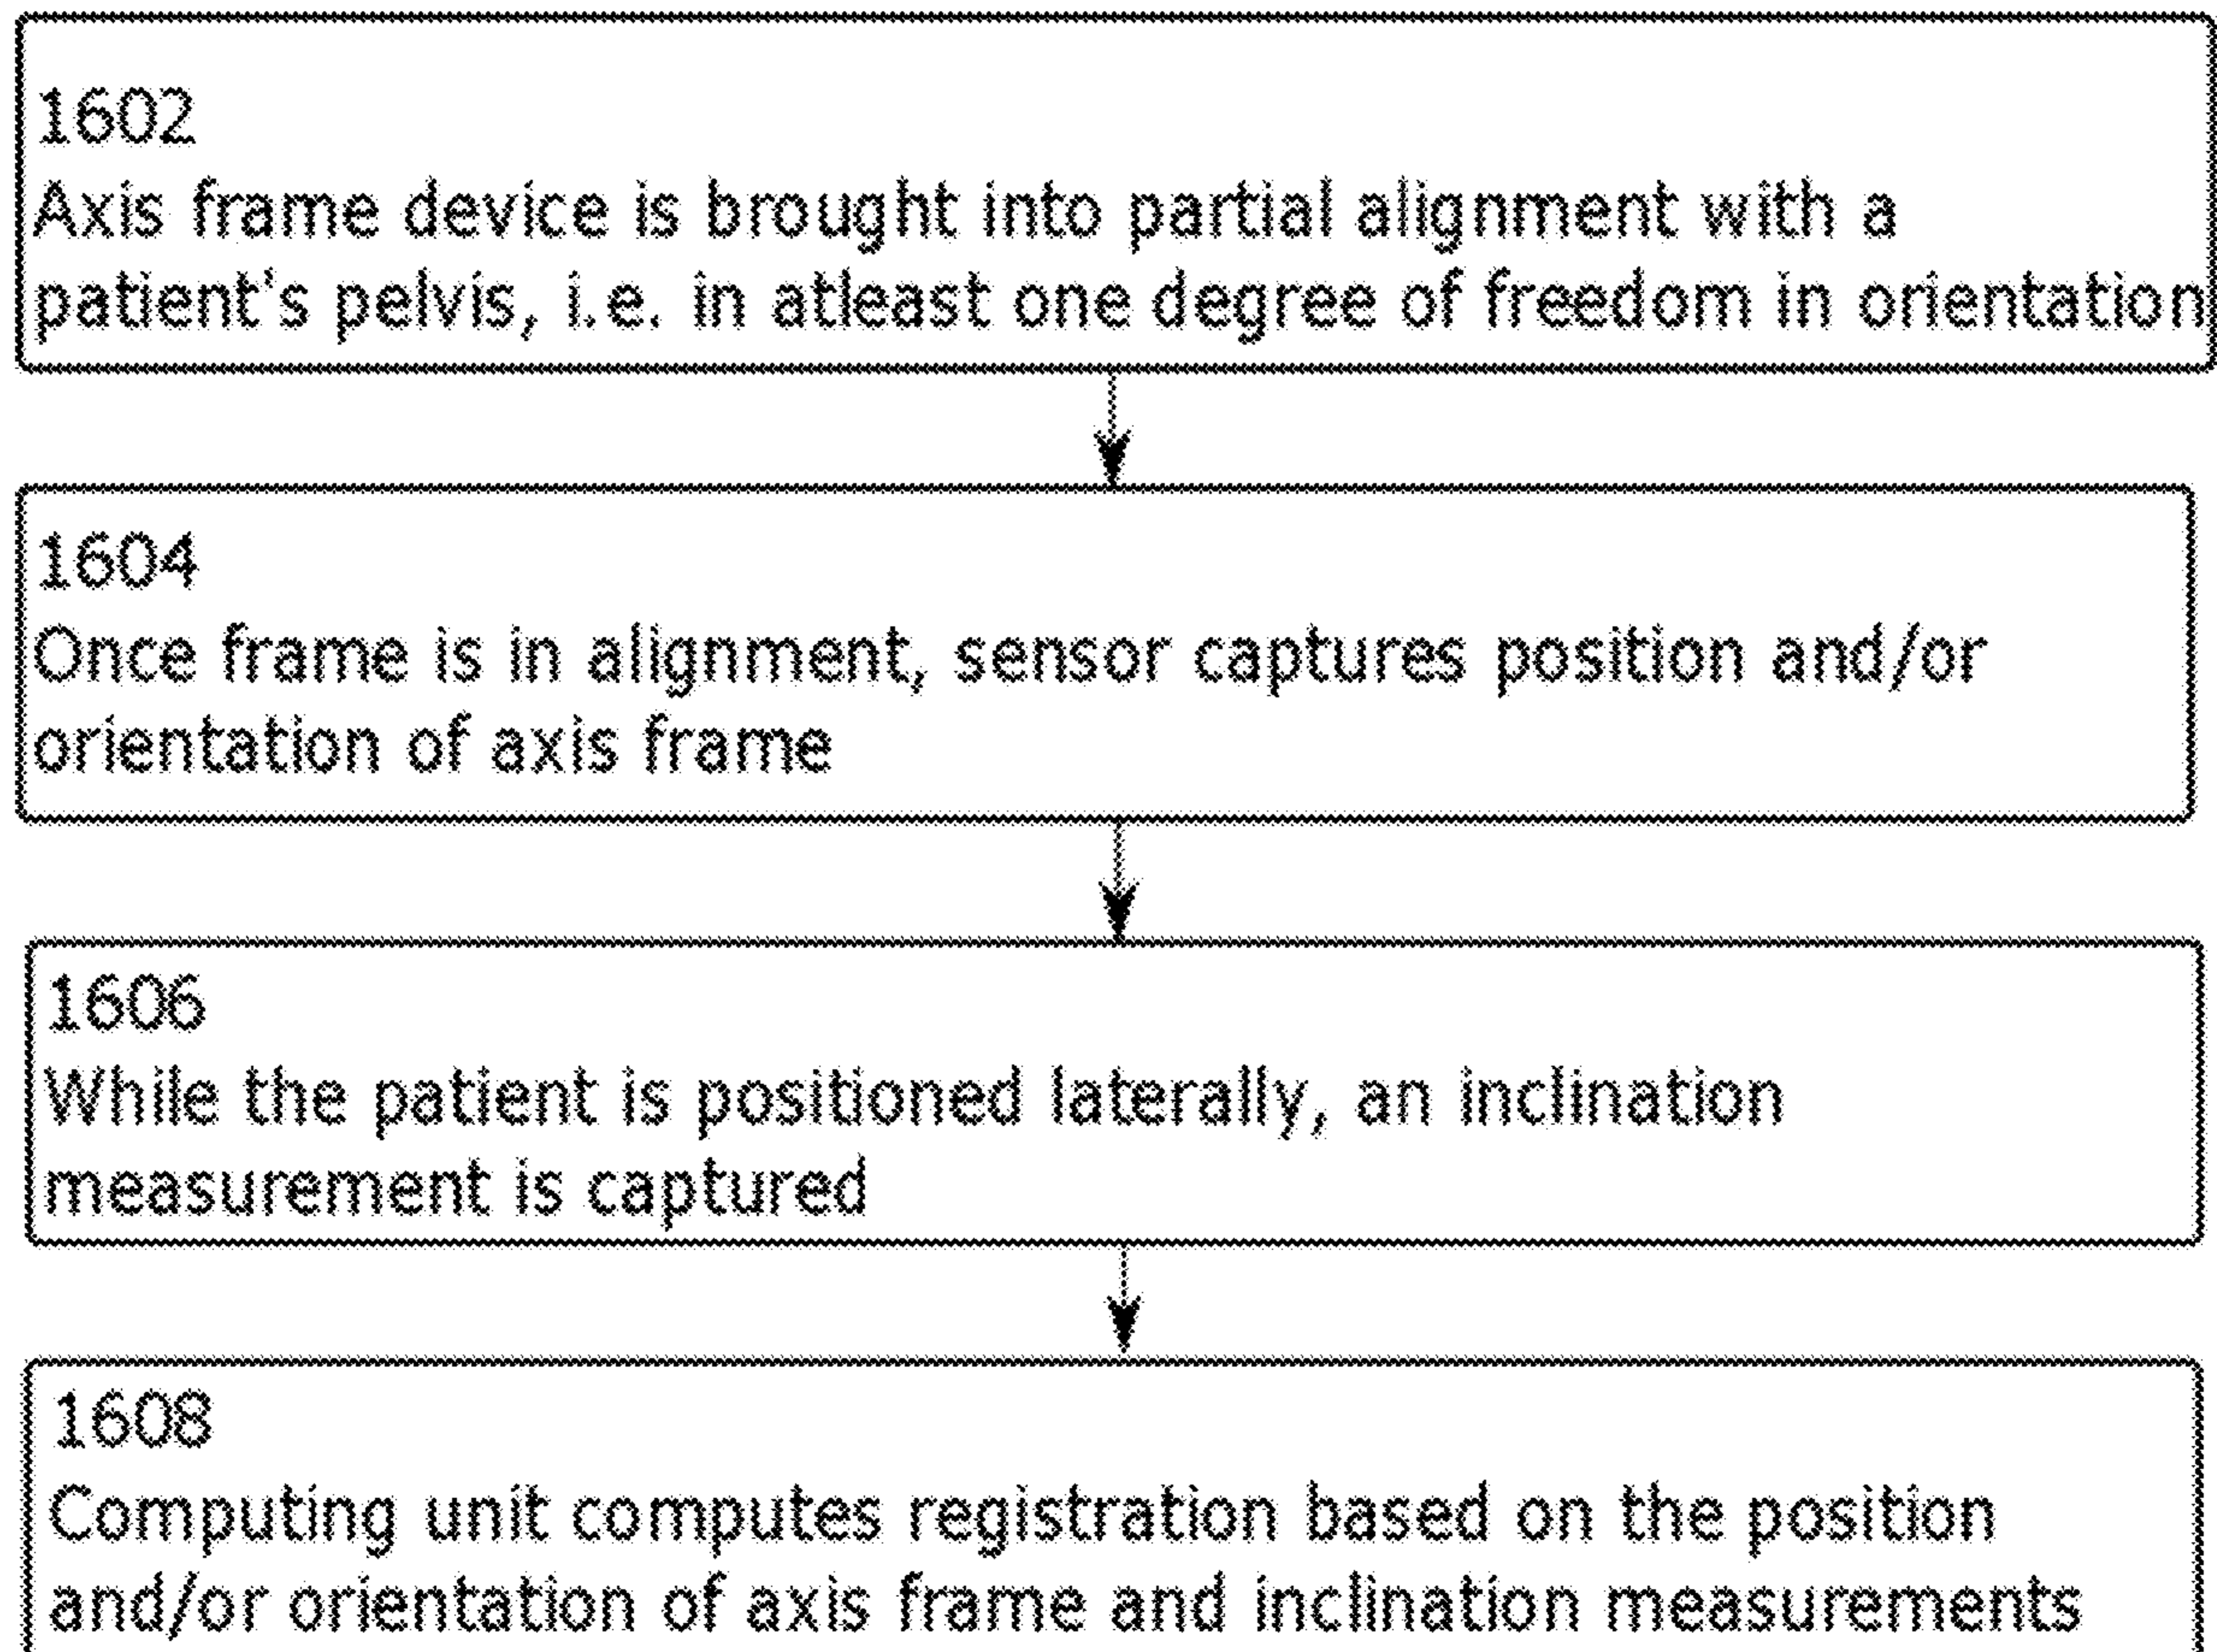 1602
Axis frame device is brought into partial alignment with a
patient's pelvis, i.e. in atleast one degree of freedom in orientation
1604
Once frame is in alignment, sensor captures position and/or
orientation of axis frame
1606
While the patient is positioned laterally, an inclination
measurement is captured
1608
Computing unit computes registration based on the position
and/or orientation of axis frame and inclination measurements